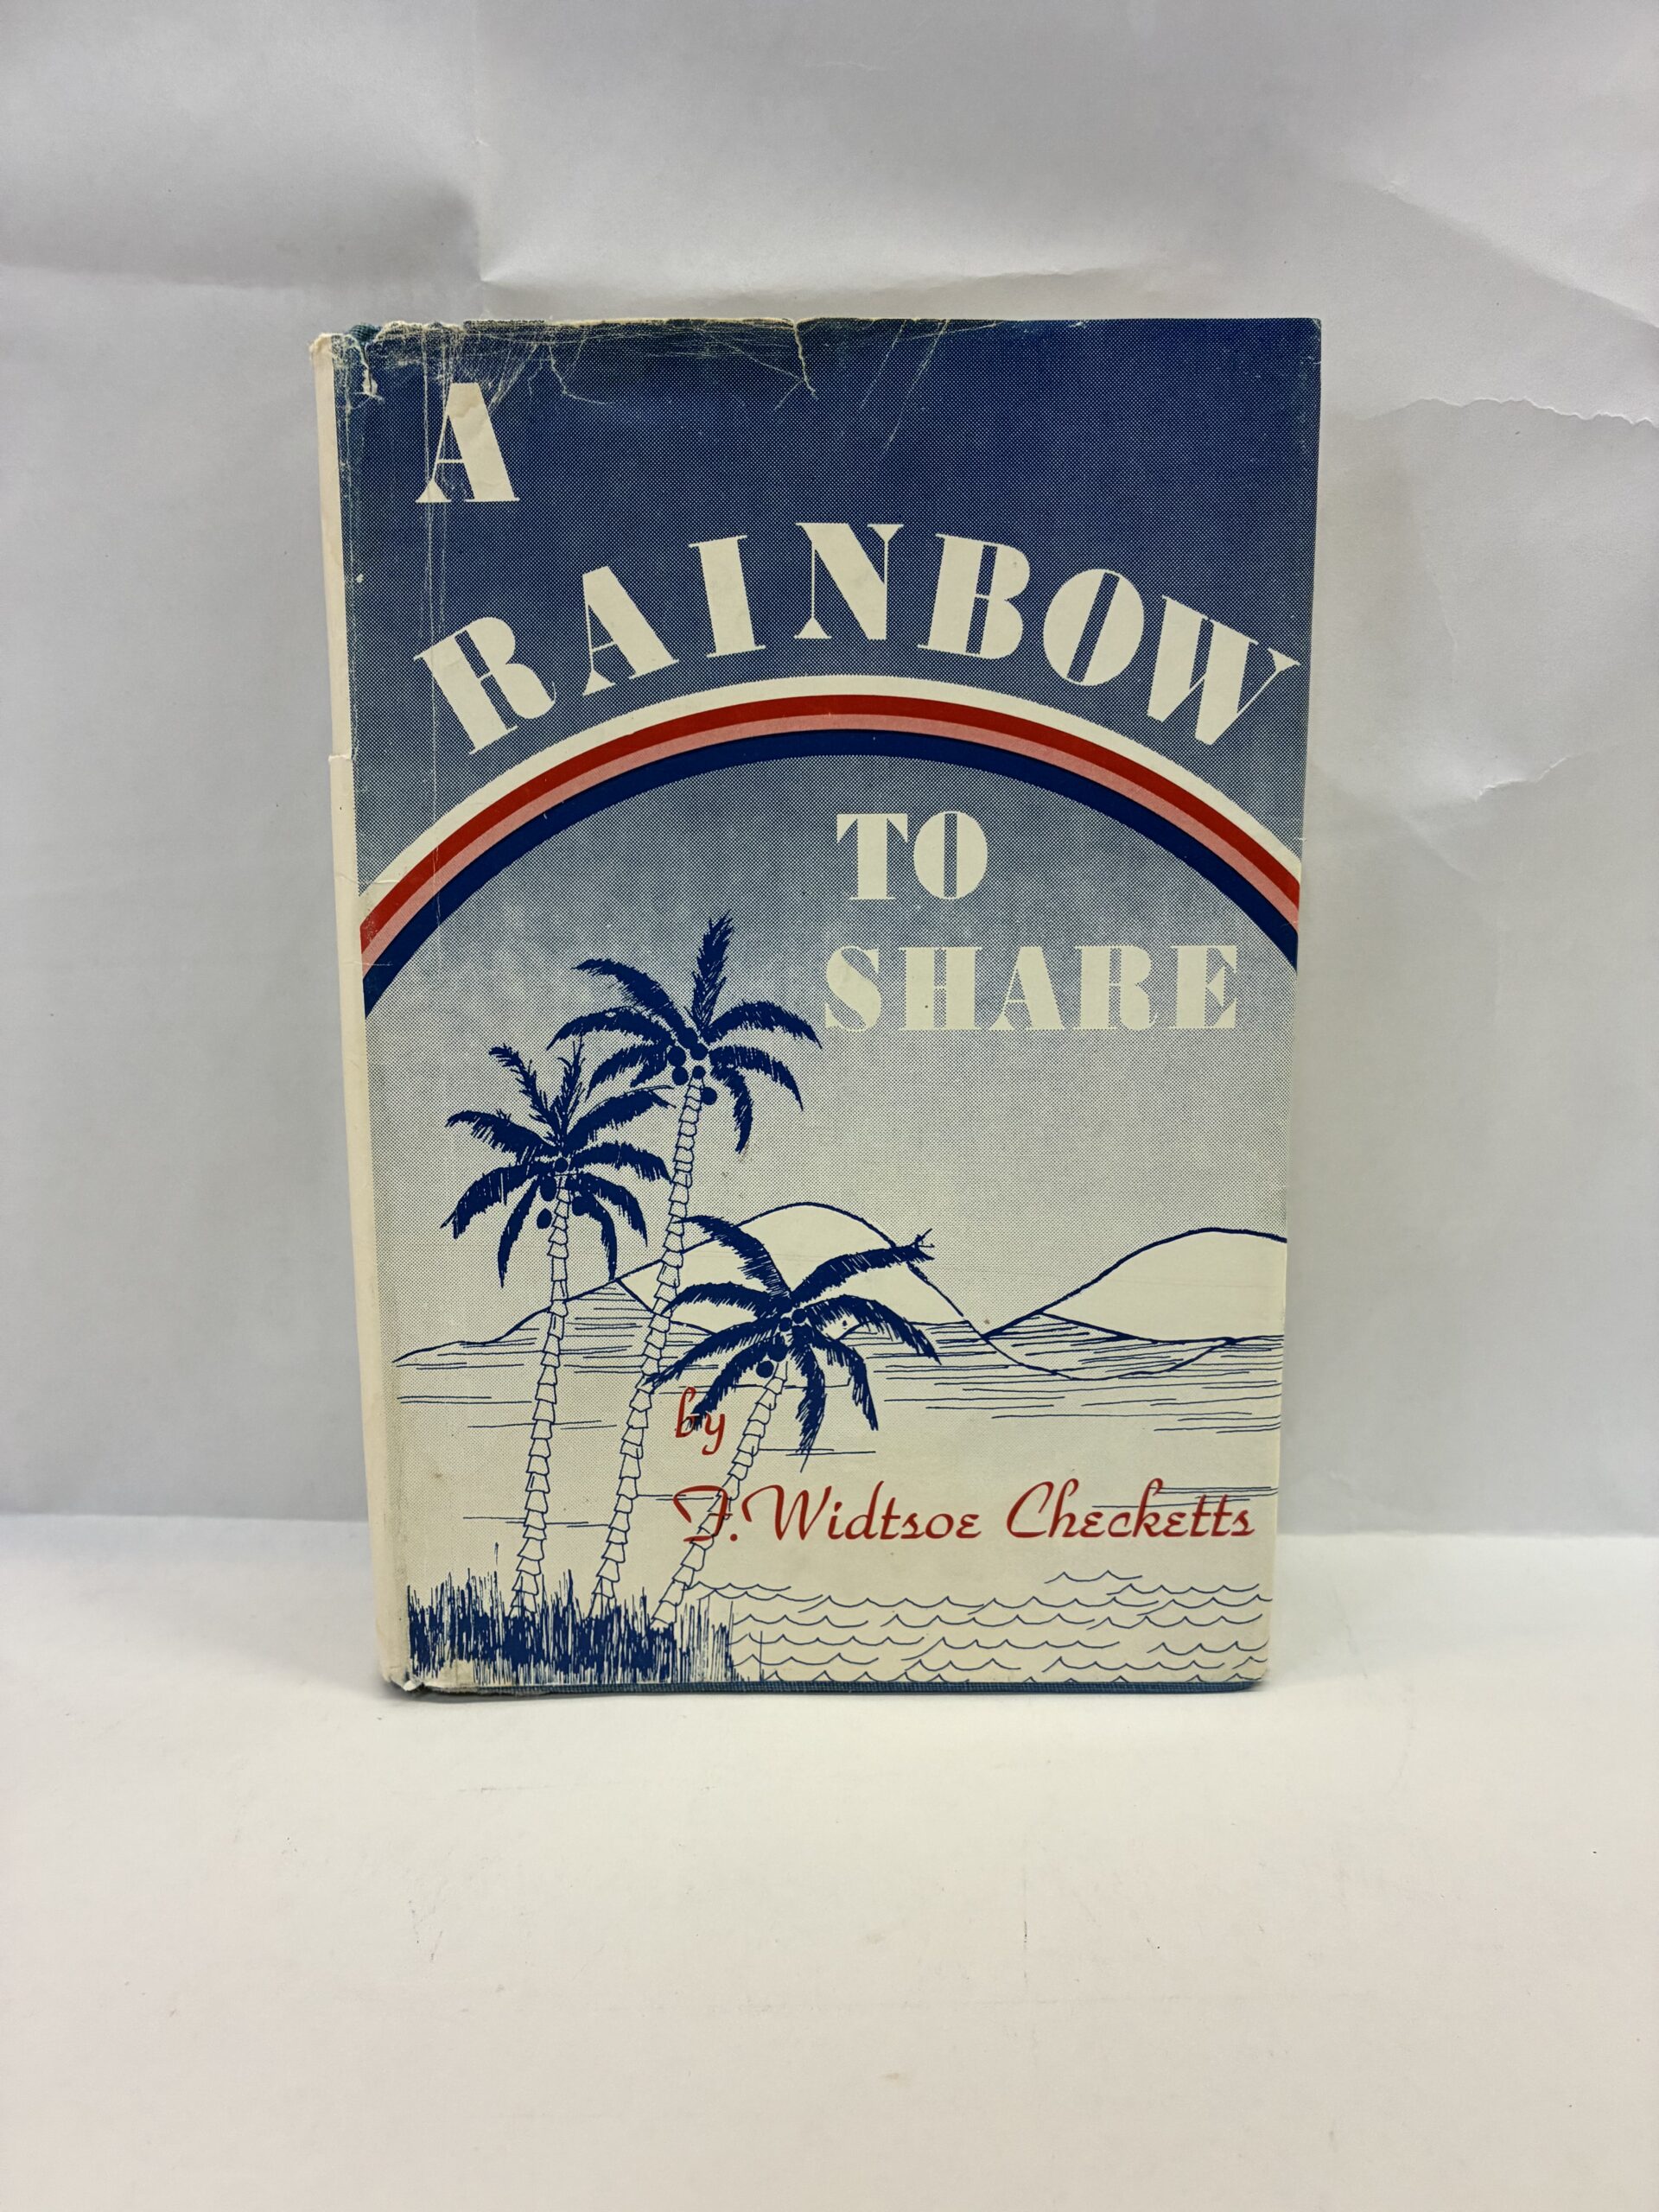 A
RAINBOW
TO
SHARE
by
J. Widtsoe Checketts